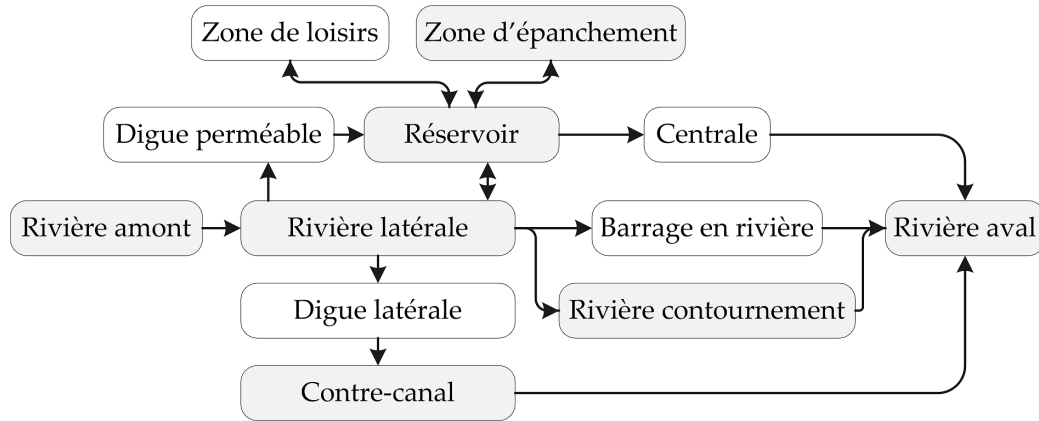 Zone de loisirs
Zone d’épanchement
Digue perméable
Réservoir
Centrale
Rivière amont
Rivière latérale
Barrage en rivière
Rivière aval
Digue latérale
Rivière contournement
Contre-canal